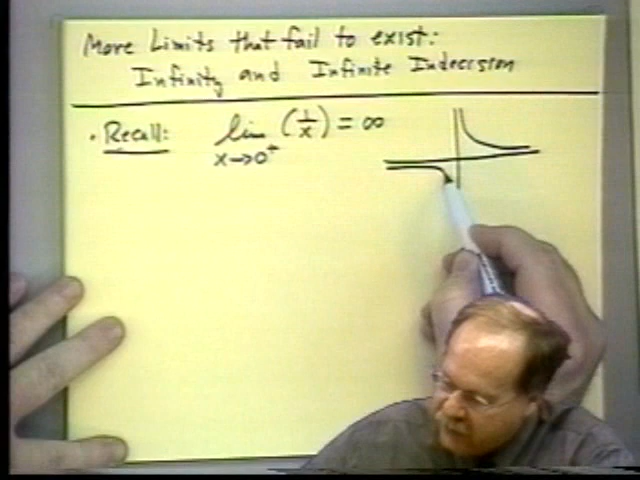 More Limits that fail to exist:
Infinity and Infinite Indecision
• Recall: lim (1/x) = ∞
x→0⁺